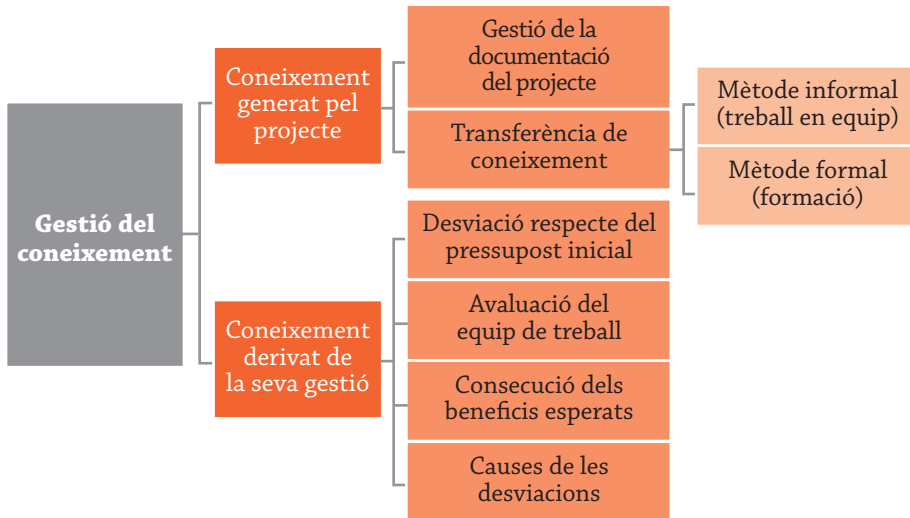 Gestió del
coneixement
Coneixement
generat pel
projecte
Gestió de la
documentació
del projecte
Transferència de
coneixement
Mètode informal
(treball en equip)
Mètode formal
(formació)
Coneixement
derivat de
la seva gestió
Desviació respecte del
pressupost inicial
Avaluació del
equip de treball
Consecució dels
beneficis esperats
Causes de les
desviacions